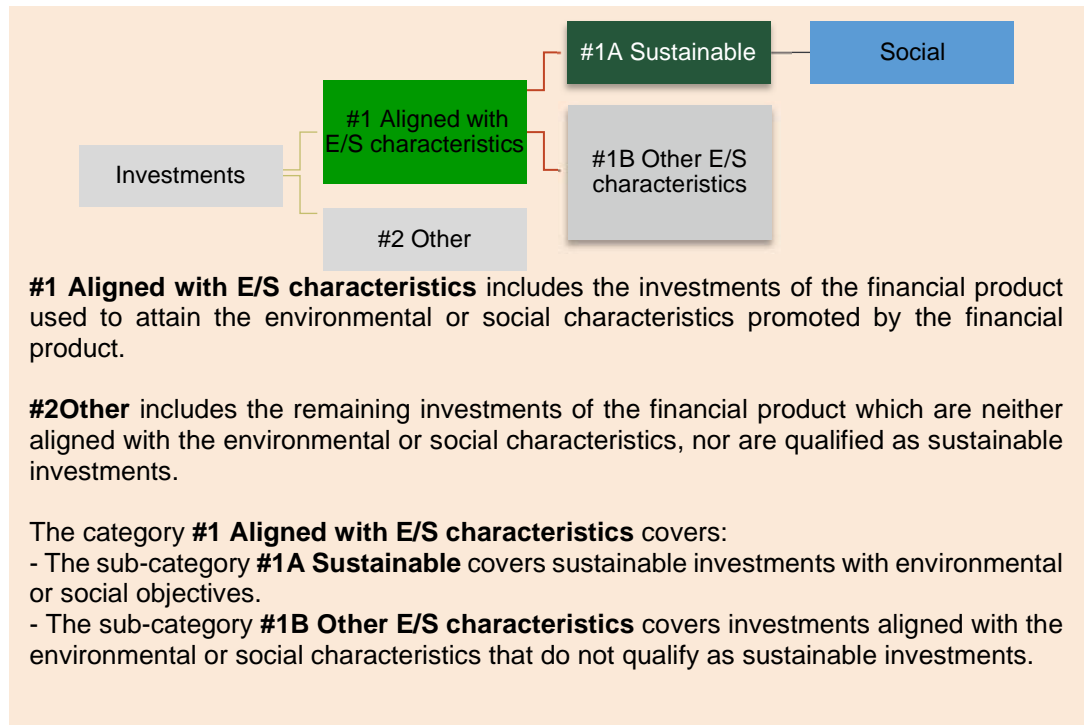 #1A Sustainable
Social
#1 Aligned with
E/S characteristics
#1B Other E/S
characteristics
Investments
#2 Other
#1 Aligned with E/S characteristics includes the investments of the financial product
used to attain the environmental or social characteristics promoted by the financial
product.
#2Other includes the remaining investments of the financial product which are neither
aligned with the environmental or social characteristics, nor are qualified as sustainable
investments.
The category #1 Aligned with E/S characteristics covers:
- The sub-category #1A Sustainable covers sustainable investments with environmental
or social objectives.
- The sub-category #1B Other E/S characteristics covers investments aligned with the
environmental or social characteristics that do not qualify as sustainable investments.